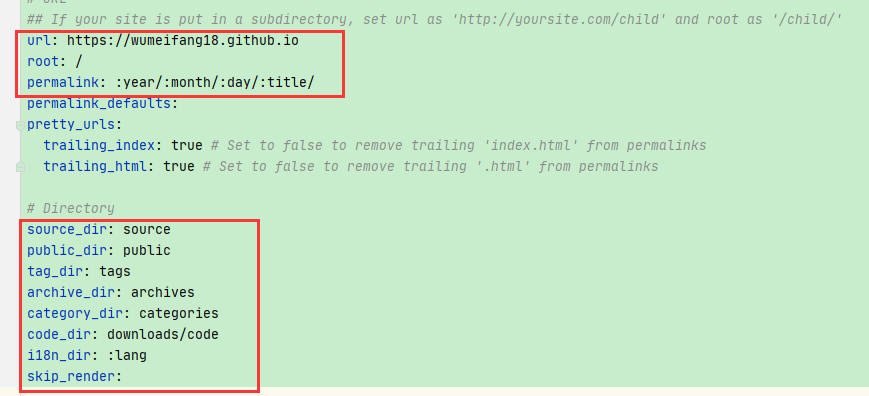 ## If your site is put in a subdirectory, set url as 'http://yoursite.com/child' and root as '/child/'
url: https://wumeifang18.github.io
root: /
permalink: :year/:month/:day/:title/
permalink_defaults:
pretty_urls:
  trailing_index: true # Set to false to remove trailing 'index.html' from permalinks
  trailing_html: true # Set to false to remove trailing '.html' from permalinks

# Directory
source_dir: source
public_dir: public
tag_dir: tags
archive_dir: archives
category_dir: categories
code_dir: downloads/code
i18n_dir: :lang
skip_render: